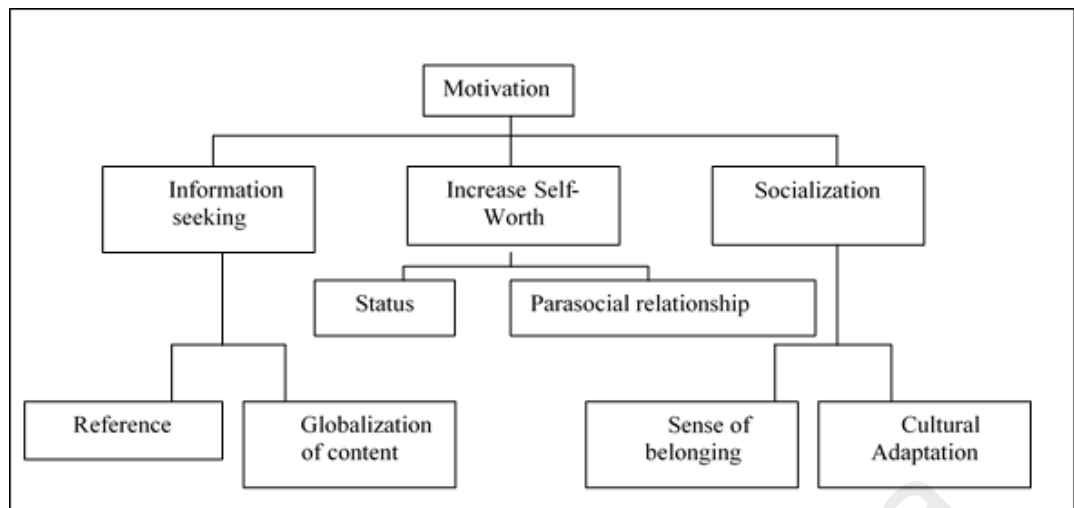 Motivation
Information
seeking
Increase Self-
Worth
Socialization
Status
Parasocial relationship
Reference
Globalization
of content
Sense of
belonging
Cultural
Adaptation